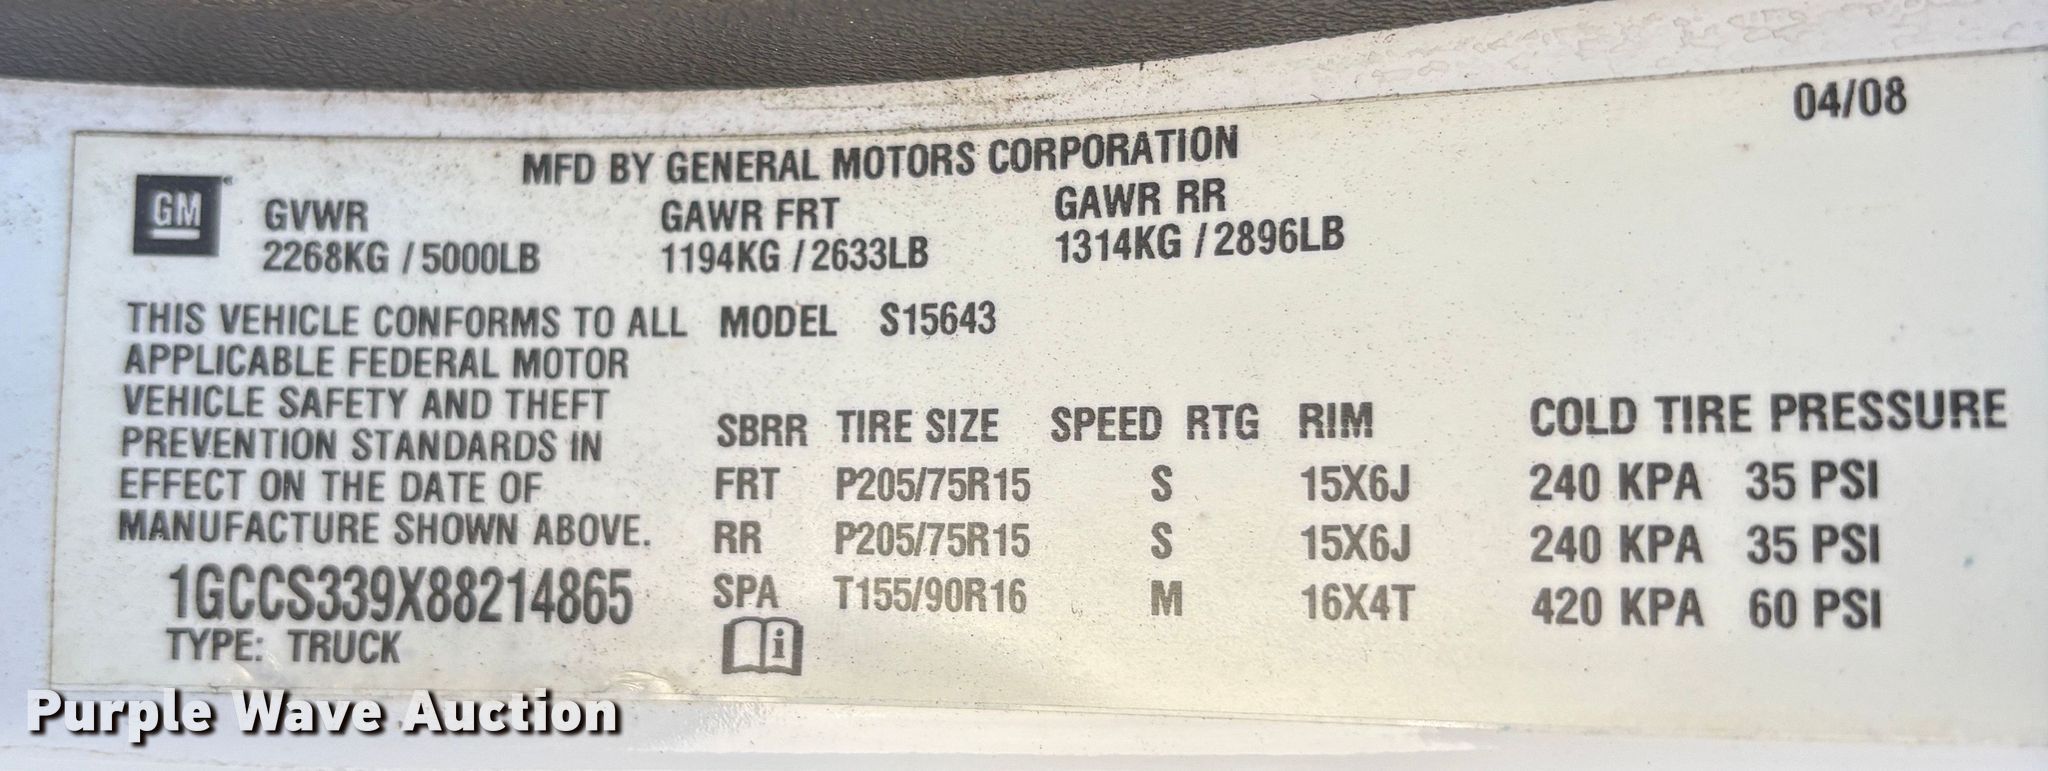 04/08
MFD BY GENERAL MOTORS CORPORATION
GM
GVWR GAWR FRT GAWR RR
2268KG / 5000LB 1194KG / 2633LB 1314KG / 2896LB
THIS VEHICLE CONFORMS TO ALL MODEL S15643
APPLICABLE FEDERAL MOTOR
VEHICLE SAFETY AND THEFT
PREVENTION STANDARDS IN
EFFECT ON THE DATE OF
MANUFACTURE SHOWN ABOVE.
SBRR TIRE SIZE SPEED RTG RIM COLD TIRE PRESSURE
FRT P205/75R15 S 15X6J 240 KPA 35 PSI
RR P205/75R15 S 15X6J 240 KPA 35 PSI
SPA T155/90R16 M 16X4T 420 KPA 60 PSI
1GCCS339X88214865
TYPE: TRUCK
i
Purple Wave Auction